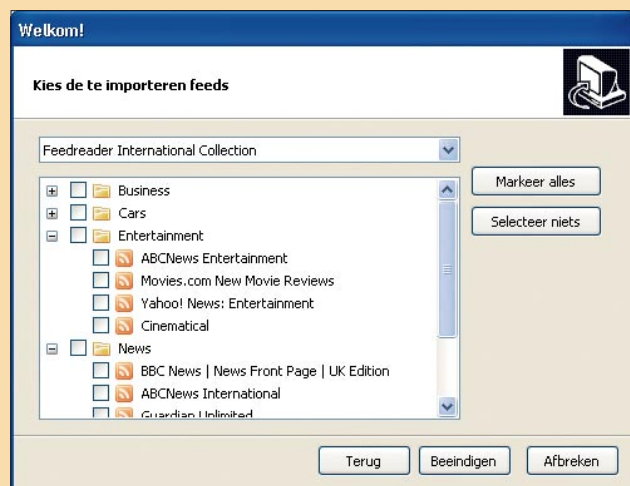 Welkom!
Kies de te importeren feeds
Feedreader International Collection
Markeer alles
Selecteer niets
Business
Cars
Entertainment
ABCNews Entertainment
Movies.com New Movie Reviews
Yahoo! News: Entertainment
Cinematical
News
BBC News | News Front Page | UK Edition
ABCNews International
Guardian Unlimited
Terug
Beeindigen
Afbreken